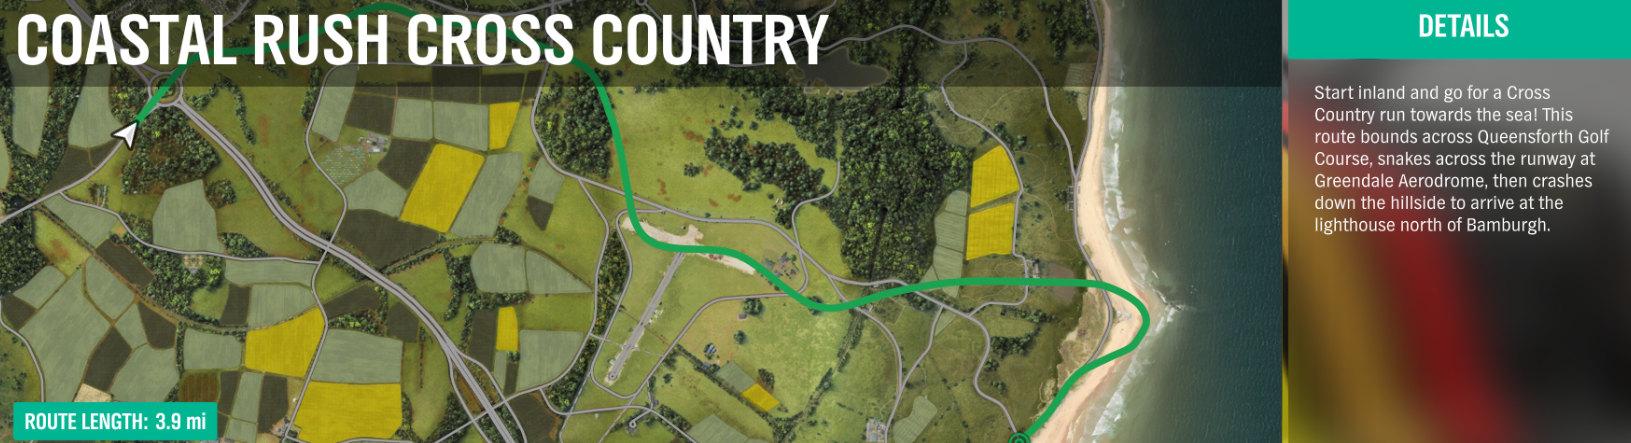 COASTAL RUSH CROSS COUNTRY
DETAILS
Start inland and go for a Cross
Country run towards the sea! This
route bounds across Queensforth Golf
Course, snakes across the runway at
Greendale Aerodrome, then crashes
down the hillside to arrive at the
lighthouse north of Bamburgh.
ROUTE LENGTH: 3.9 mi